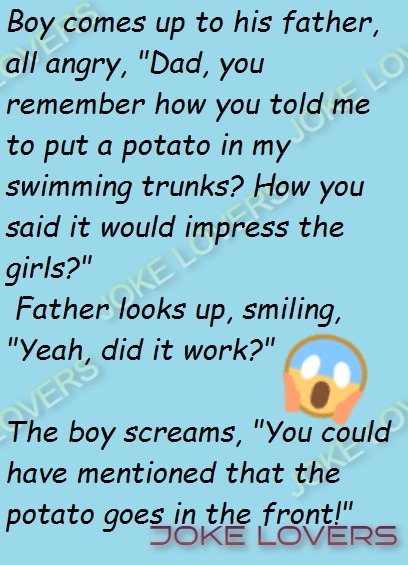 Boy comes up to his father,
all angry, "Dad, you
remember how you told me
to put a potato in my
swimming trunks? How you
said it would impress the
girls?"
Father looks up, smiling,
"Yeah, did it work?"
The boy screams, "You could
have mentioned that the
potato goes in the front!"
JOKE LOVERS